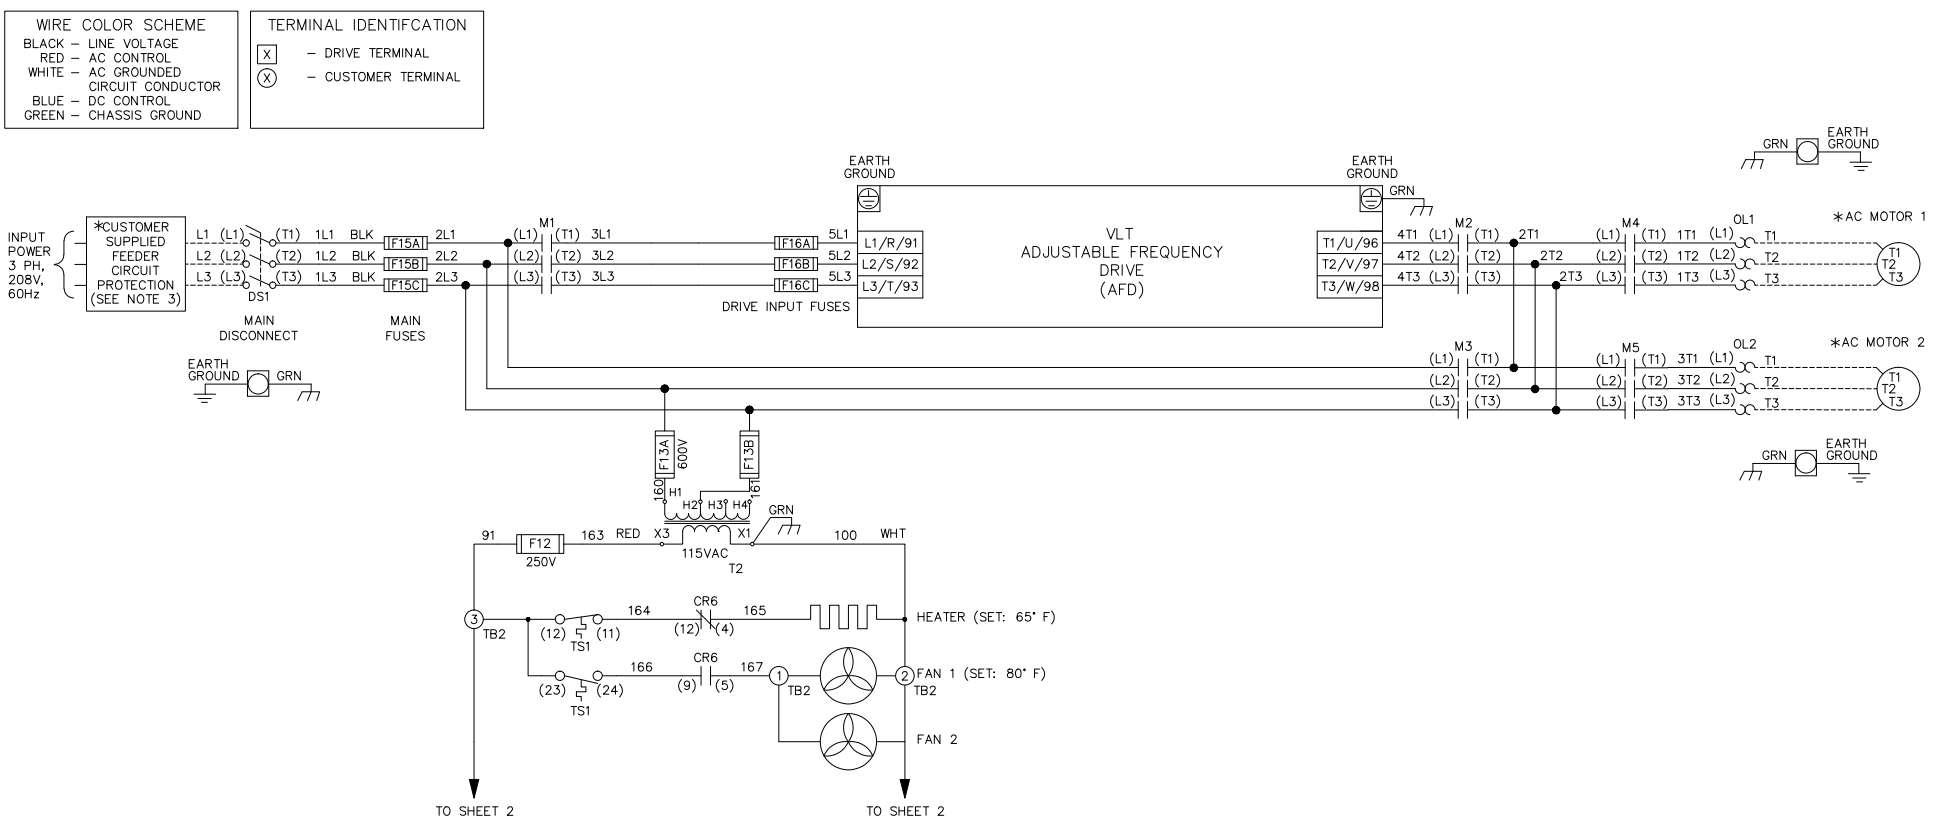 WIRE COLOR SCHEME
BLACK – LINE VOLTAGE
RED – AC CONTROL
WHITE – AC GROUNDED
CIRCUIT CONDUCTOR
BLUE – DC CONTROL
GREEN – CHASSIS GROUND
TERMINAL IDENTIFCATION
X – DRIVE TERMINAL
X – CUSTOMER TERMINAL
GRN EARTH
GROUND
EARTH
GROUND
EARTH
GROUND
GRN
INPUT
POWER
3 PH,
208V,
60Hz
*CUSTOMER
SUPPLIED
FEEDER
CIRCUIT
PROTECTION
(SEE NOTE 3)
L1 (L1) (T1) 1L1 BLK F15A 2L1 (L1) M1 (T1) 3L1 F16A 5L1 L1/R/91
L2 (L2) (T2) 1L2 BLK F15B 2L2 (L2) (T2) 3L2 F16B 5L2 L2/S/92
L3 (L3) (T3) 1L3 BLK F15C 2L3 (L3) (T3) 3L3 F16C 5L3 L3/T/93
DS1
MAIN
DISCONNECT
MAIN
FUSES
DRIVE INPUT FUSES
VLT
ADJUSTABLE FREQUENCY
DRIVE
(AFD)
T1/U/96 4T1 (L1) M2 (T1) 2T1 (L1) M4 (T1) 1T1 (L1) OL1 T1
T2/V/97 4T2 (L2) (T2) 2T2 (L2) (T2) 1T2 (L2) T2
T3/W/98 4T3 (L3) (T3) 2T3 (L3) (T3) 1T3 (L3) T3
*AC MOTOR 1
T1
T2
T3
EARTH
GROUND GRN
(L1) M3 (T1) (L1) M5 (T1) 3T1 (L1) OL2 T1
(L2) (T2) (L2) (T2) 3T2 (L2) T2
(L3) (T3) (L3) (T3) 3T3 (L3) T3
*AC MOTOR 2
T1
T2
T3
GRN EARTH
GROUND
F13A
600V
F13B
160
161
H1 H2 H3 H4
GRN
91 F12 163 RED X3 X1 100 WHT
250V
115VAC
T2
3
TB2
(12) (11)
TS1
164
CR6
(12) (4)
165
HEATER (SET: 65° F)
(23) (24)
TS1
166
CR6
(9) (5)
167
1
TB2
2
TB2
FAN 1 (SET: 80° F)
FAN 2
TO SHEET 2
TO SHEET 2